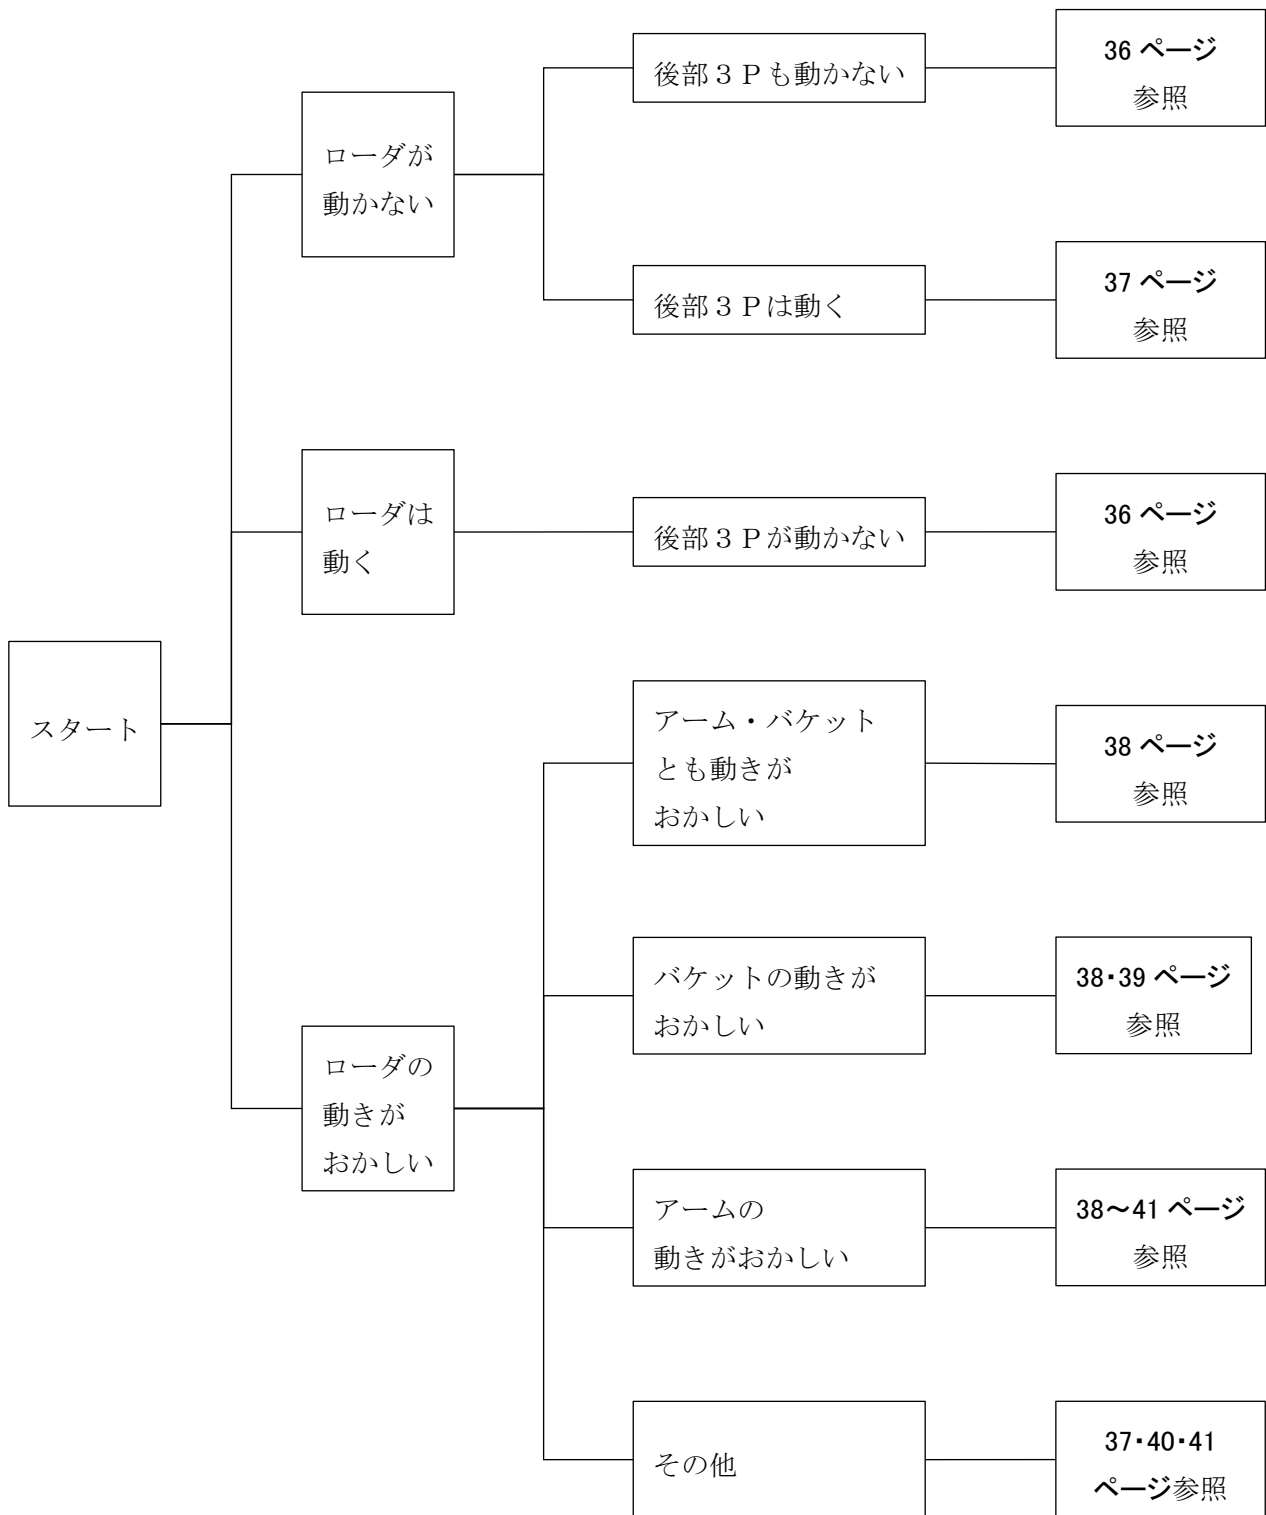 スタート
ローダが
動かない
後部３Ｐも動かない
36 ページ
参照
後部３Ｐは動く
37 ページ
参照
ローダは
動く
後部３Ｐが動かない
36 ページ
参照
ローダの
動きが
おかしい
アーム・バケット
とも動きが
おかしい
38 ページ
参照
バケットの動きが
おかしい
38･39 ページ
参照
アームの
動きがおかしい
38～41 ページ
参照
その他
37･40･41
ページ参照